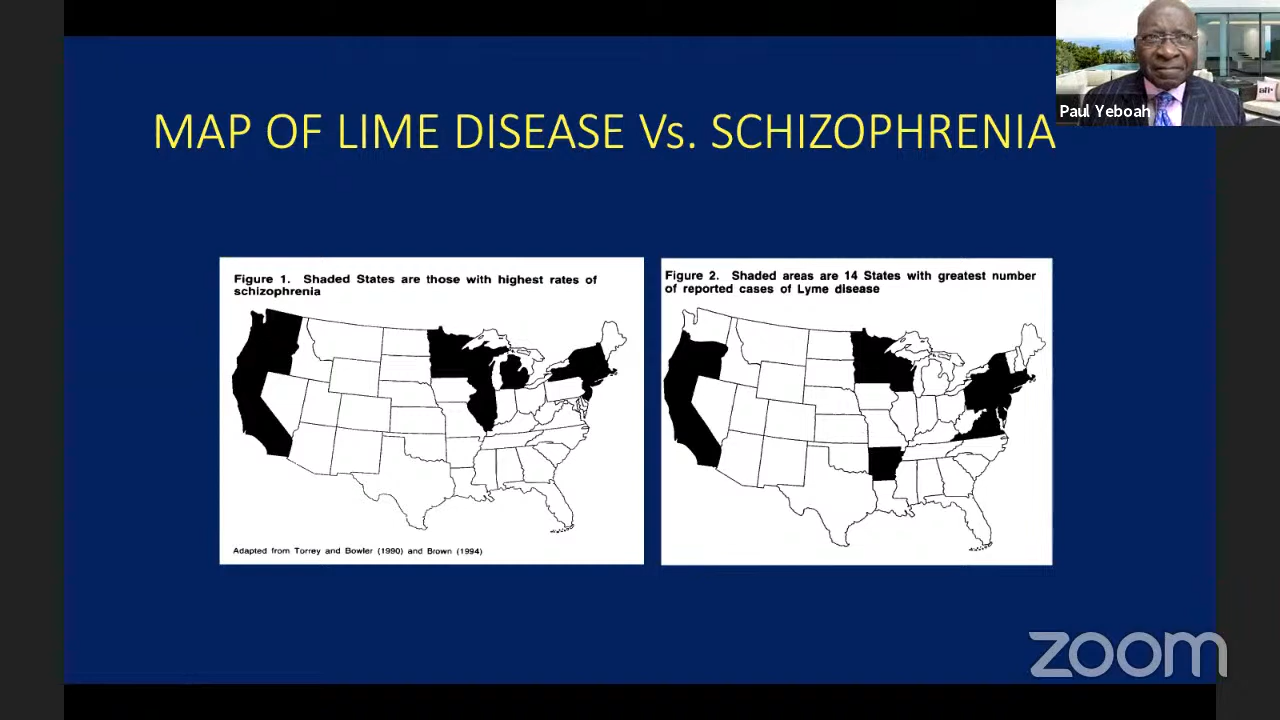 Paul Yeboah
MAP OF LIME DISEASE Vs. SCHIZOPHRENIA
Figure 1. Shaded States are those with highest rates of
schizophrenia
Adapted from Torrey and Bowler (1990) and Brown (1994)
Figure 2. Shaded areas are 14 States with greatest number
of reported cases of Lyme disease
zoom